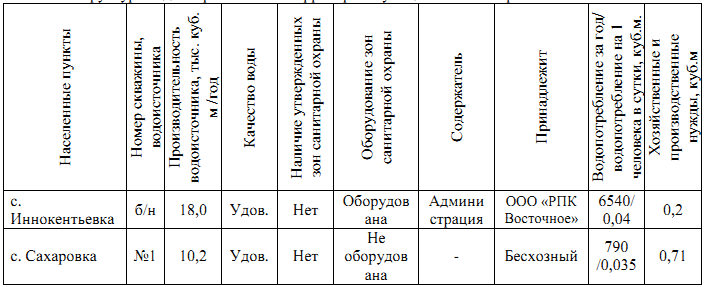 Населенные пункты
Номер скважины,
водоисточника
Производительность
водоисточника, тыс. куб.
м /год
Качество воды
Наличие утвержденных
зон санитарной охраны
Оборудование зон
санитарной охраны
Содержатель
Принадлежит
Водопотребление за год/
водопотребление на 1
человека в сутки, куб.м.
Хозяйственные и
производственные
нужды, куб.м
с.
Иннокентьевка
б/н
18,0
Удов.
Нет
Оборудов
ана
Админи
страция
ООО «РПК
Восточное»
6540/
0,04
0,2
с. Сахаровка
№1
10,2
Удов.
Нет
Не
оборудов
ана
-
Бесхозный
790
/0,035
0,71